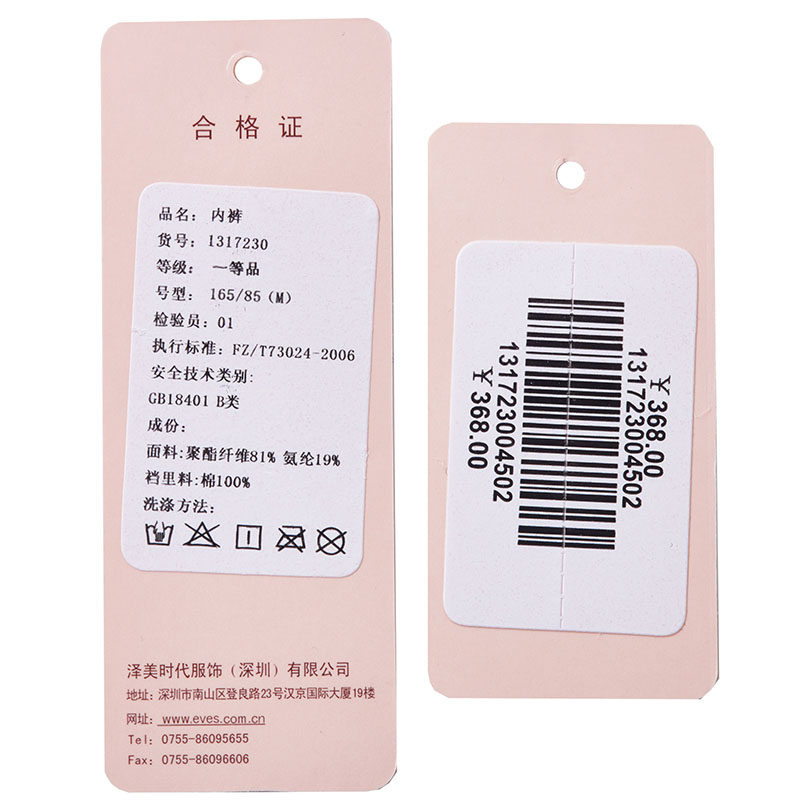 合格证
品名: 内裤
货号: 1317230
等级: 一等品
号型: 165/85 (M)
检验员: 01
执行标准: FZ/T73024-2006
安全技术类别:
GB18401 B类
成份:
面料:聚酯纤维81% 氨纶19%
裆里料:棉100%
洗涤方法:
泽美时代服饰(深圳)有限公司
地址: 深圳市南山区登良路23号汉京国际大厦19楼
网址: www.eves.com.cn
Tel: 0755-86095655
Fax: 0755-86096606
¥368.00
131723004502
131723004502
¥368.00